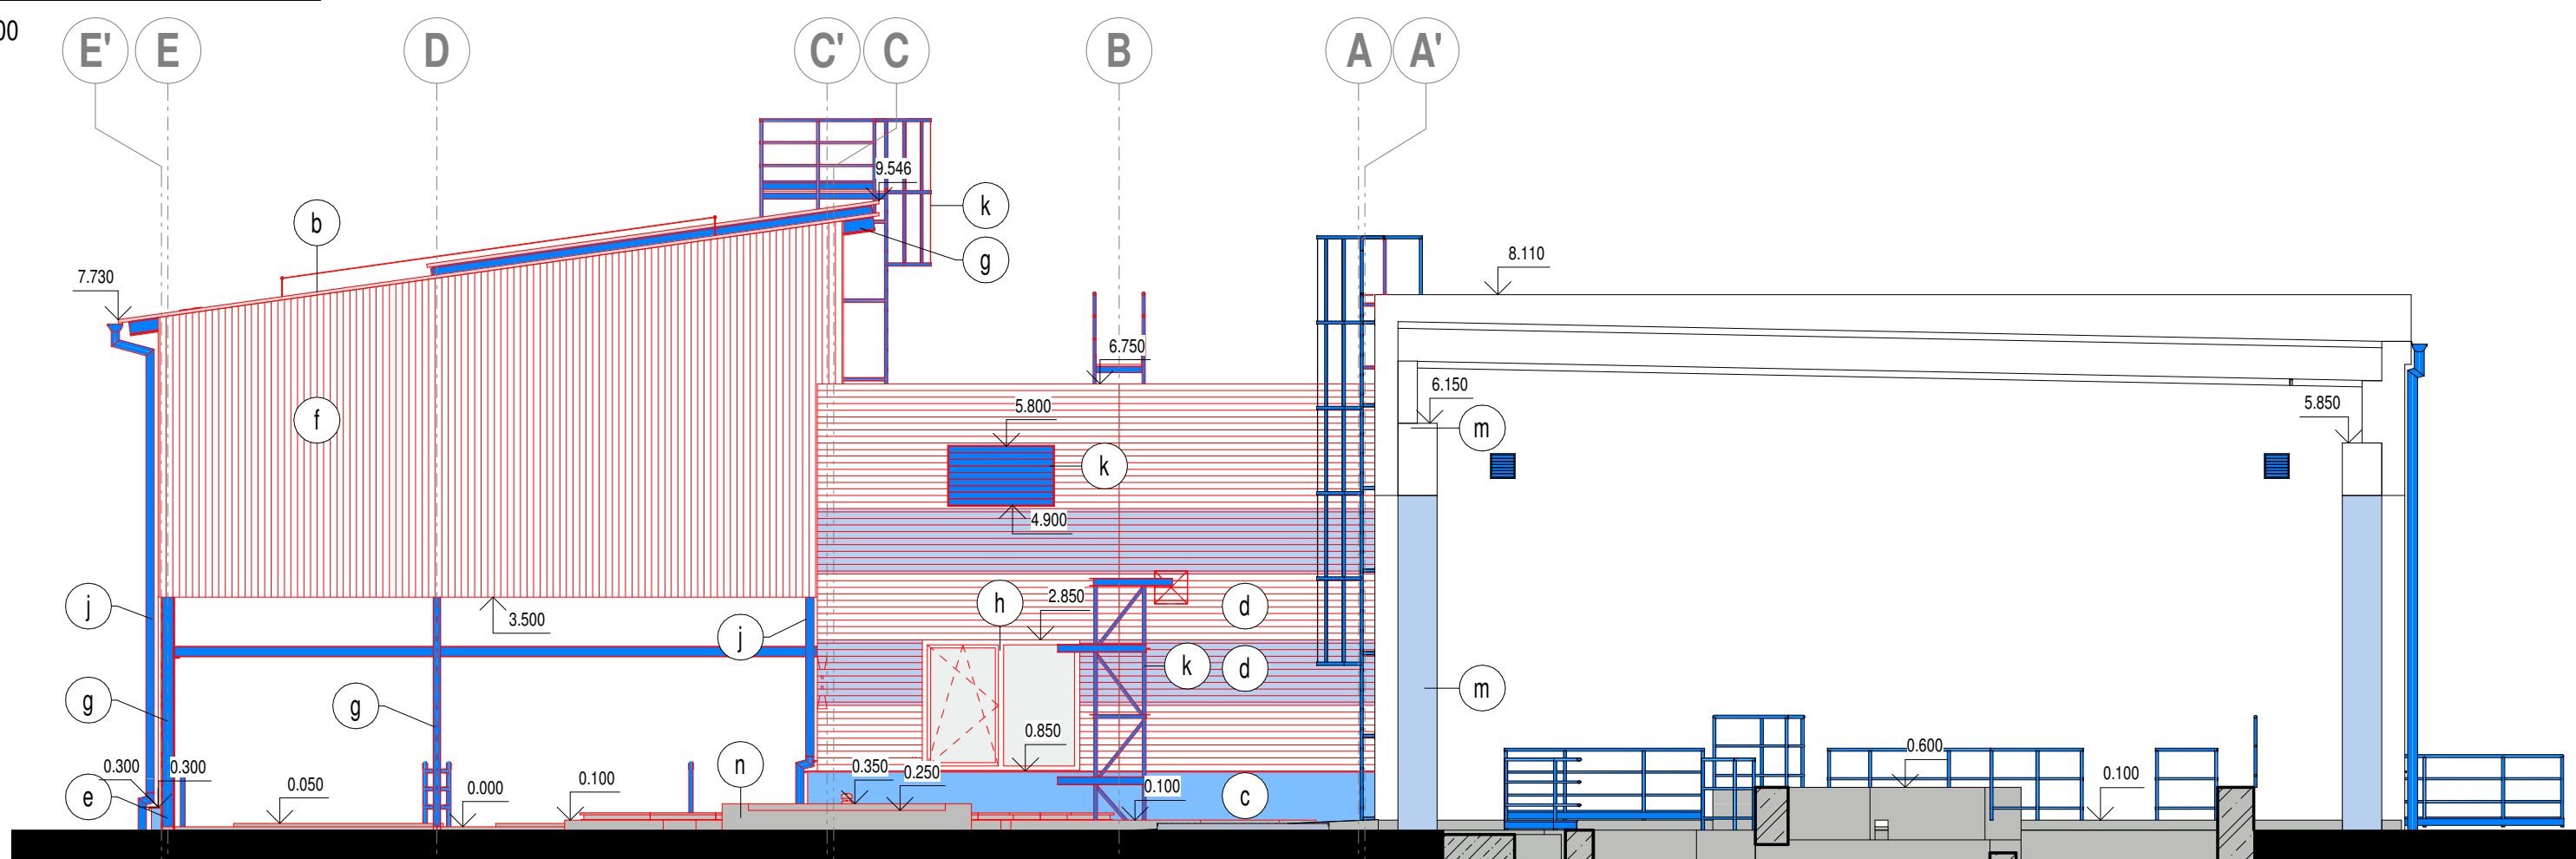 00
E' E D C' C B A A'
9.546
k
b
g
8.110
7.730
6.750
6.150
5.850
5.800
f
m
k
4.900
h
2.850
j
d
3.500
j
k
d
m
g
g
0.850
0.600
n
0.300
0.300
0.350
0.250
0.050
0.000
0.100
0.100
0.100
e
c